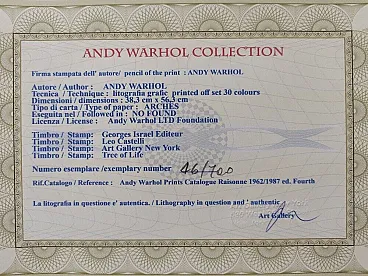 ANDY WARHOL COLLECTION
Firma stampata dell' autore/ pencil of the print : ANDY WARHOL
Autore / Author : ANDY WARHOL
Tecnica / Technique : litografia grafic printed off set 30 colours
Dimensioni / dimensions : 38,3 cm x 56,3 cm
Tipo di carta / Type of paper : ARCHES
Eseguita nel / Followed in : NO FOUND
Licenza / License : Andy Warhol LTD Foundation
Timbro / Stamp: Georges Israel Editeur
Timbro / Stamp: Leo Castelli
Timbro / Stamp: Art Gallery New York
Timbro / Stamp: Tree of Life
Numero esemplare /exemplary number 46/100
Rif.Catalogo / Reference : Andy Warhol Prints Catalogue Raisonne 1962/1987 ed. Fourth
La litografia in questione e' autentica. / Lithography in question and ' authentic
Art Gallery